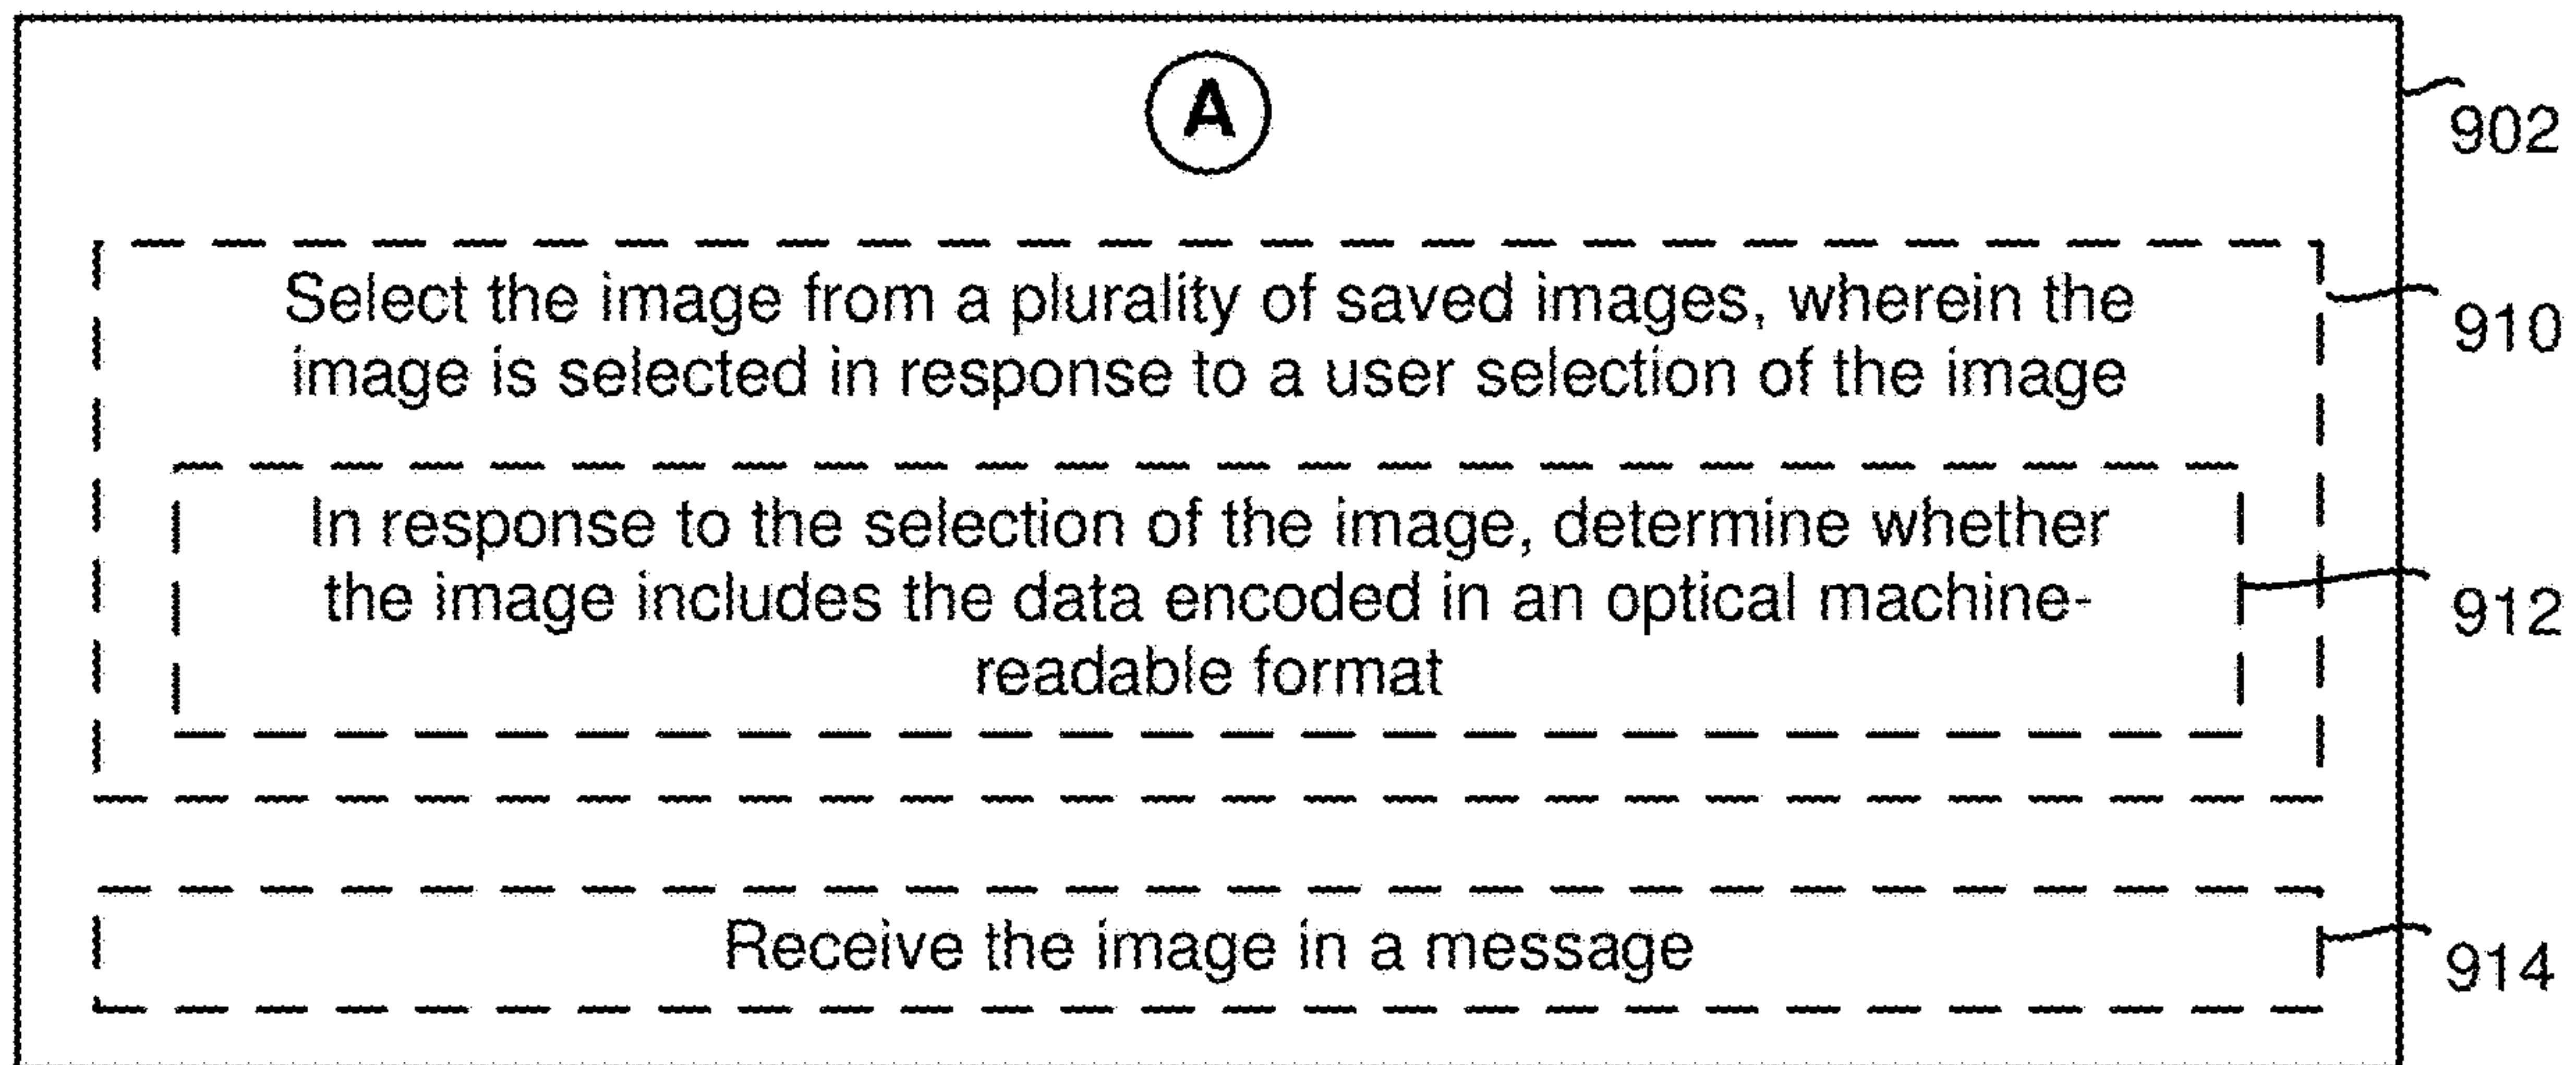 A
902
Select the image from a plurality of saved images, wherein the
910
image is selected in response to a user selection of the image
In response to the selection of the image, determine whether
the image includes the data encoded in an optical machine-
912
readable format
Receive the image in a message
914